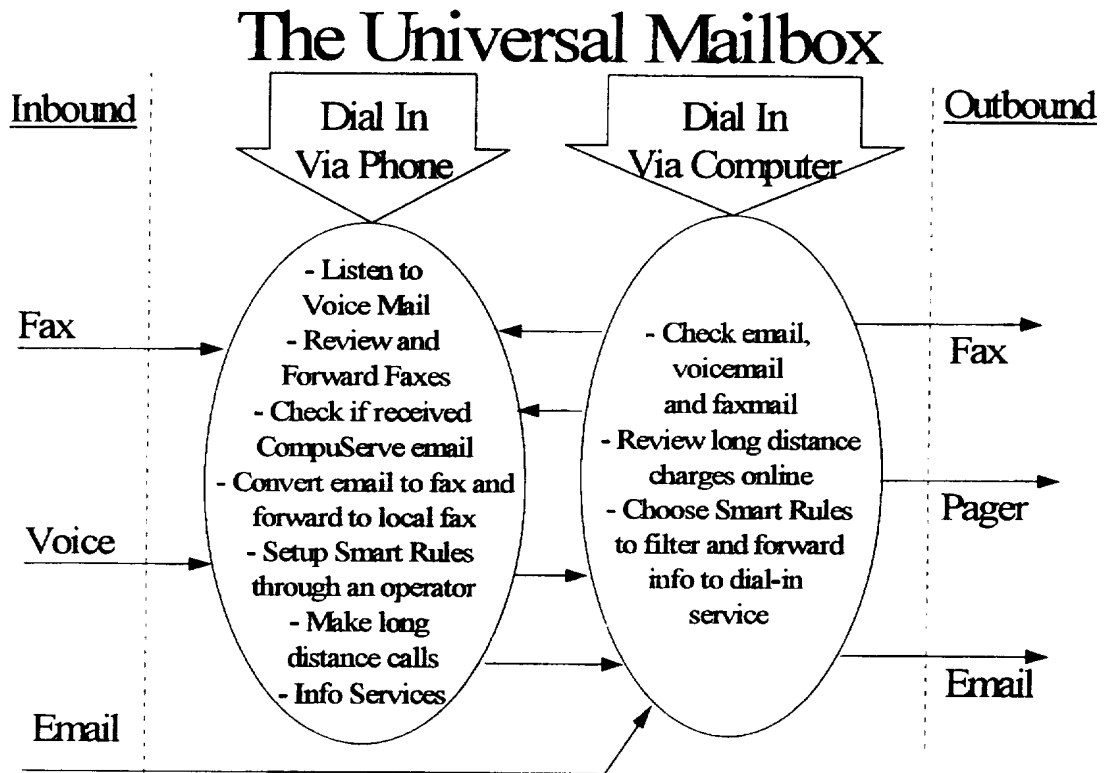 The Universal Mailbox
Inbound
Dial In
Via Phone
Dial In
Via Computer
Outbound
Fax
Voice
Email
- Listen to
Voice Mail
- Review and
Forward Faxes
- Check if received
CompuServe email
- Convert email to fax and
forward to local fax
- Setup Smart Rules
through an operator
- Make long
distance calls
- Info Services
- Check email,
voicemail
and faxmail
- Review long distance
charges online
- Choose Smart Rules
to filter and forward
info to dial-in
service
Fax
Pager
Email